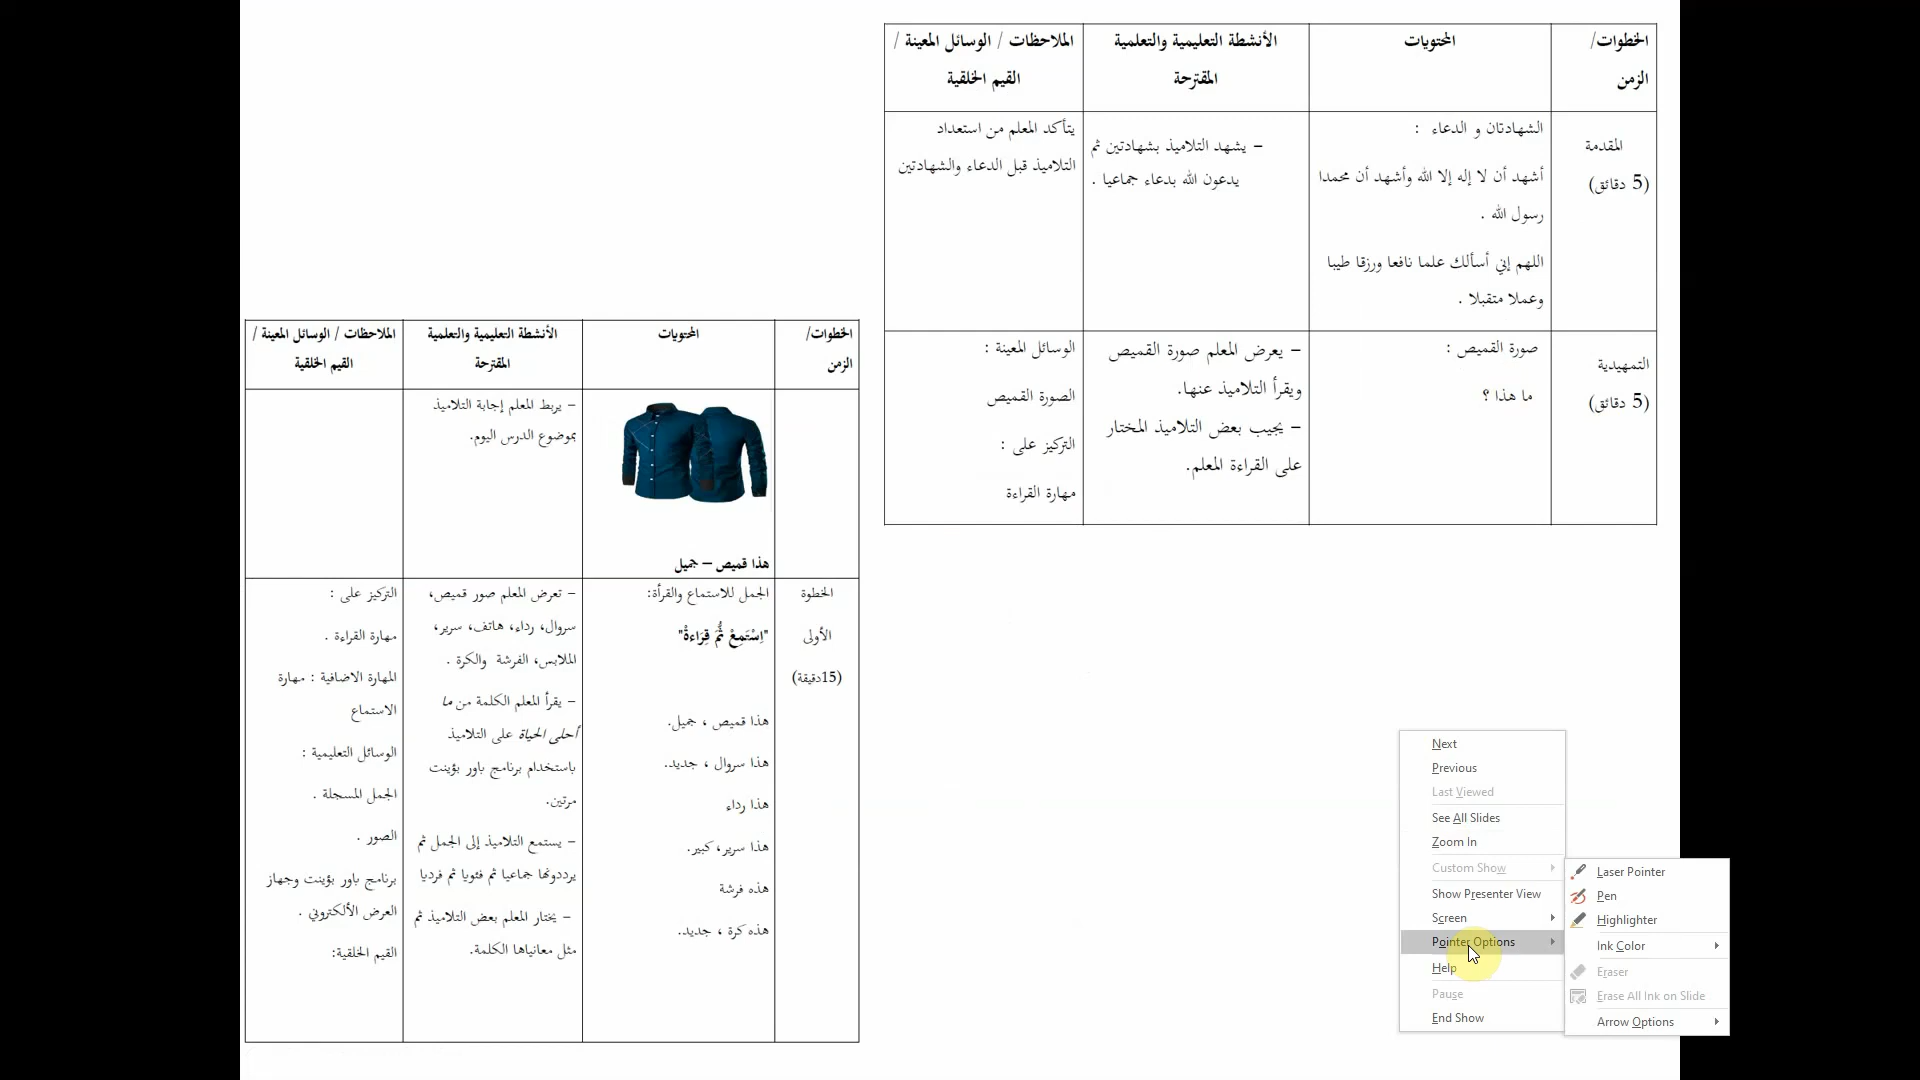 الخطوات/
الزمن
المحتويات
الأنشطة التعليمية والتعلمية
المقترحة
الملاحظات / الوسائل المعينة /
القيم الخلقية
المقدمة
(5 دقائق)
الشهادتان و الدعاء :
أشهد أن لا إله إلا الله وأشهد أن محمدا
رسول الله .
اللهم إني أسألك علما نافعا ورزقا طيبا
وعملا متقبلا .
– يشهد التلاميذ بشهادتين ثم
يدعون الله بدعاء جماعيا .
يتأكد المعلم من استعداد
التلاميذ قبل الدعاء والشهادتين
التمهيدية
(5 دقائق)
صورة القميص :
ما هذا ؟
– يعرض المعلم صورة القميص
ويقرأ التلاميذ عنها.
– يجيب بعض التلاميذ المختار
على القراءة المعلم.
الوسائل المعينة :
الصورة القميص
التركيز على :
مهارة القراءة
الخطوات/
الزمن
المحتويات
الأنشطة التعليمية والتعلمية
المقترحة
الملاحظات / الوسائل المعينة /
القيم الخلقية
هذا قميص – جميل
– يربط المعلم إجابة التلاميذ
بموضوع الدرس اليوم.
الخطوة
الأولى
(15دقيقة)
الجمل للاستماع والقرأة:
"اِسْتَمِعْ ثُمَّ قِرَاءةْ"
هذا قميص ، جميل.
هذا سروال ، جديد.
هذا رداء
هذا سرير، كبير.
هذه فرشة
هذه كرة ، جديد.
– تعرض المعلم صور قميص،
سروال، رداء، هاتف، سرير،
الملابس، الفرشة والكرة .
– يقرأ المعلم الكلمة من ما
أحلى الحياة على التلاميذ
باستخدام برنامج باور بؤينت
مرتين.
– يستمع التلاميذ إلى الجمل ثم
يرددونها جماعيا ثم فئويا ثم فرديا
– يختار المعلم بعض التلاميذ ثم
مثل معانياها الكلمة.
التركيز على :
مهارة القراءة .
المهارة الاضافية : مهارة
الاستماع
الوسائل التعليمية :
الجمل المسجلة .
الصور .
برنامج باور بؤينت وجهاز
العرض الألكتروني .
القيم الخلقية:
Next
Previous
Last Viewed
See All Slides
Zoom In
Custom Show
Show Presenter View
Screen
Pointer Options
Help
Pause
End Show
Laser Pointer
Pen
Highlighter
Ink Color
Eraser
Erase All Ink on Slide
Arrow Options